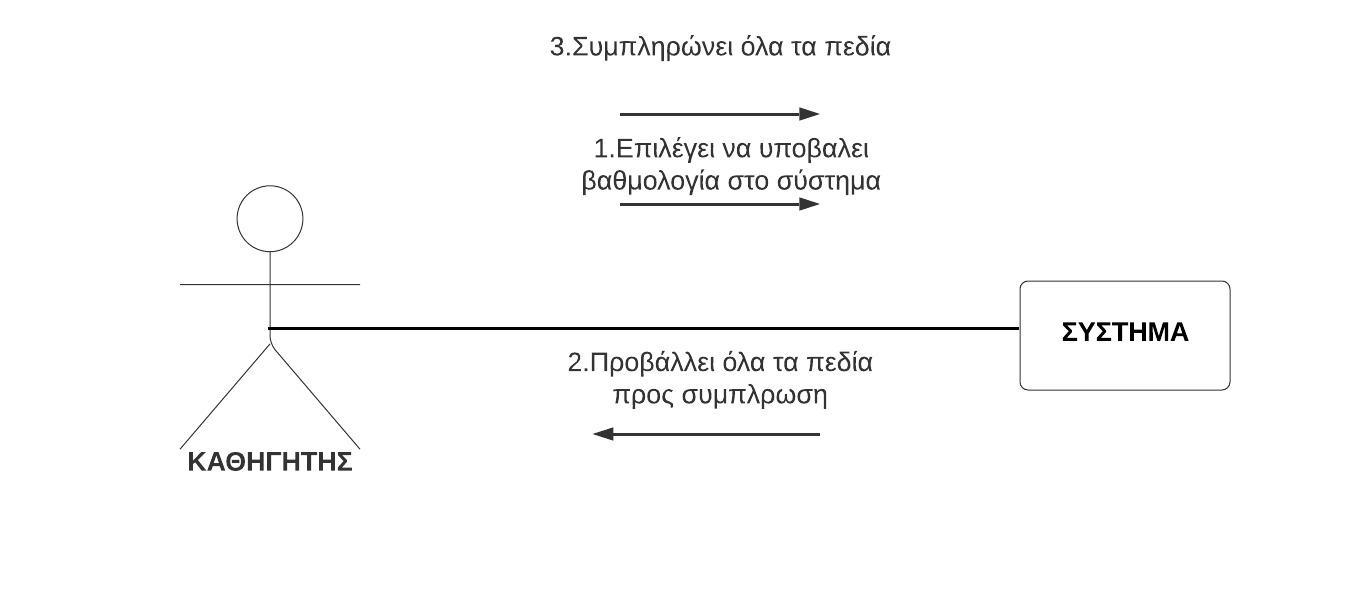 3.Συμπληρώνει όλα τα πεδία
1.Επιλέγει να υποβαλει
βαθμολογία στο σύστημα
ΣΥΣΤΗΜΑ
2.Προβάλλει όλα τα πεδία
προς συμπλρωση
ΚΑΘΗΓΗΤΗΣ